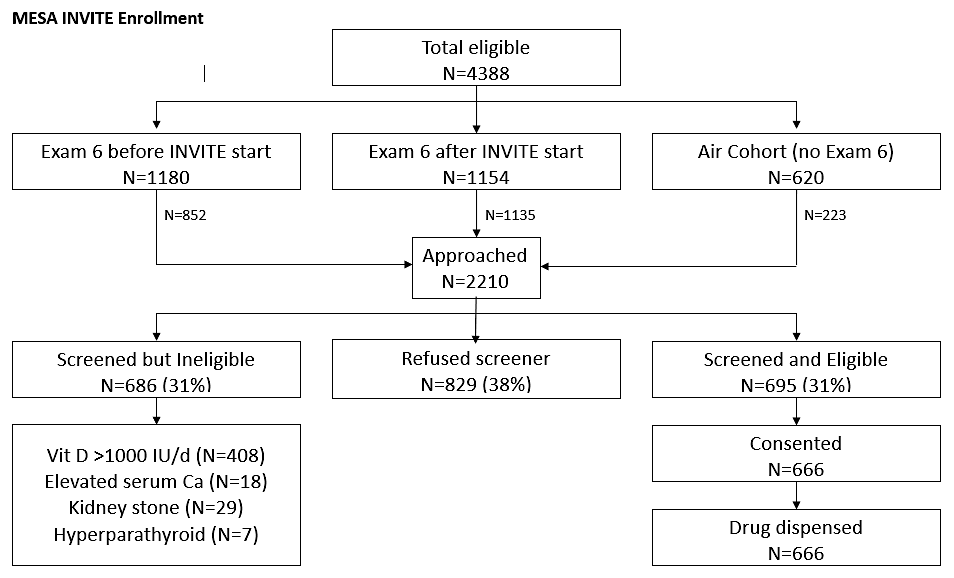 MESA INVITE Enrollment
Total eligible
N=4388
Exam 6 before INVITE start
N=1180
Exam 6 after INVITE start
N=1154
Air Cohort (no Exam 6)
N=620
N=852
N=1135
N=223
Approached
N=2210
Screened but Ineligible
N=686 (31%)
Refused screener
N=829 (38%)
Screened and Eligible
N=695 (31%)
Vit D >1000 IU/d (N=408)
Elevated serum Ca (N=18)
Kidney stone (N=29)
Hyperparathyroid (N=7)
Consented
N=666
Drug dispensed
N=666